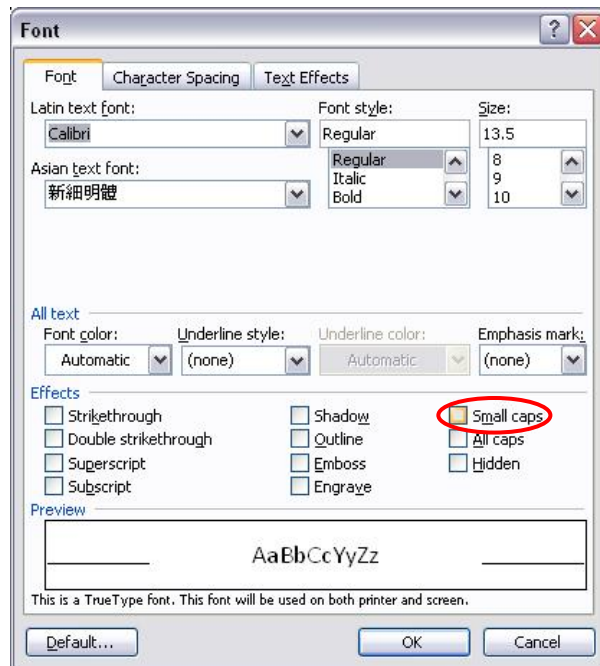 Font
Font Character Spacing Text Effects
Latin text font: Font style: Size:
Calibri Regular 13.5
Regular 8
Asian text font: Italic 9
新細明體 Bold 10
All text
Font color: Underline style: Underline color: Emphasis mark:
Automatic (none) Automatic (none)
Effects
Strikethrough Shadow Small caps
Double strikethrough Outline All caps
Superscript Emboss Hidden
Subscript Engrave
Preview
AaBbCcYyZz
This is a TrueType font. This font will be used on both printer and screen.
Default... OK Cancel